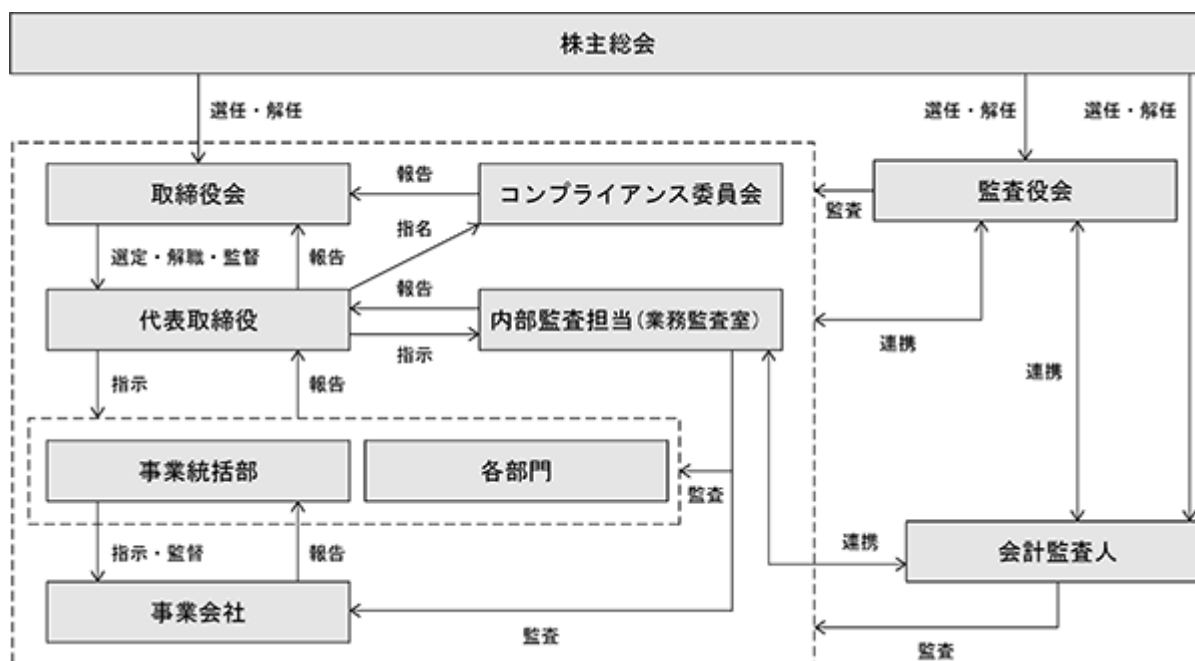 株主総会
選任・解任
選任・解任
選任・解任
取締役会
報告
コンプライアンス委員会
監査
監査役会
指名
選定・解職・監督
報告
代表取締役
報告
内部監査担当(業務監査室)
指示
連携
連携
指示
報告
事業統括部
各部門
監査
指示・監督
報告
連携
会計監査人
事業会社
監査
監査